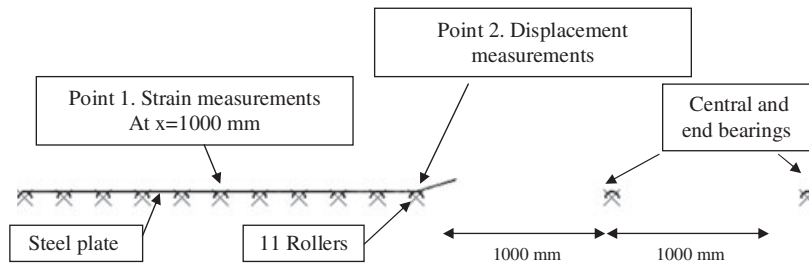 Point 2. Displacement
measurements
Point 1. Strain measurements
At x=1000 mm
Central and
end bearings
Steel plate
11 Rollers
1000 mm
1000 mm